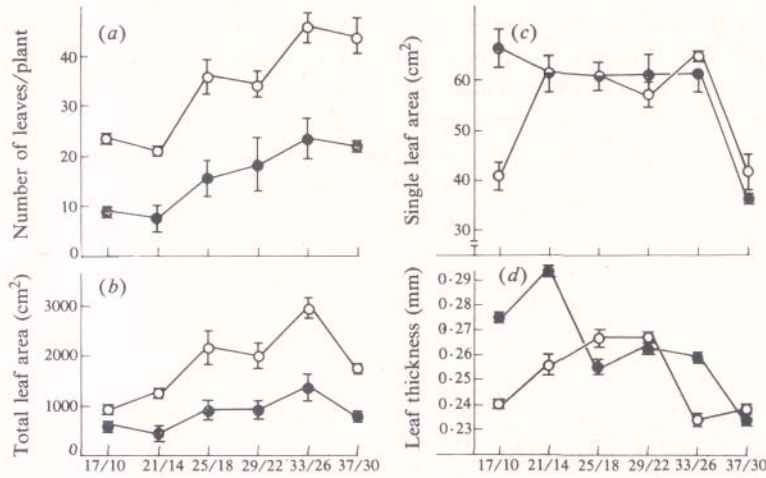 (a)
Number of leaves/plant
40
30
20
10
0
(b)
Total leaf area (cm²)
3000
2000
1000
0
17/10 21/14 25/18 29/22 33/26 37/30
(c)
Single leaf area (cm²)
60
50
40
30
(d)
Leaf thickness (mm)
0·29
0·28
0·27
0·26
0·25
0·24
0·23
17/10 21/14 25/18 29/22 33/26 37/30